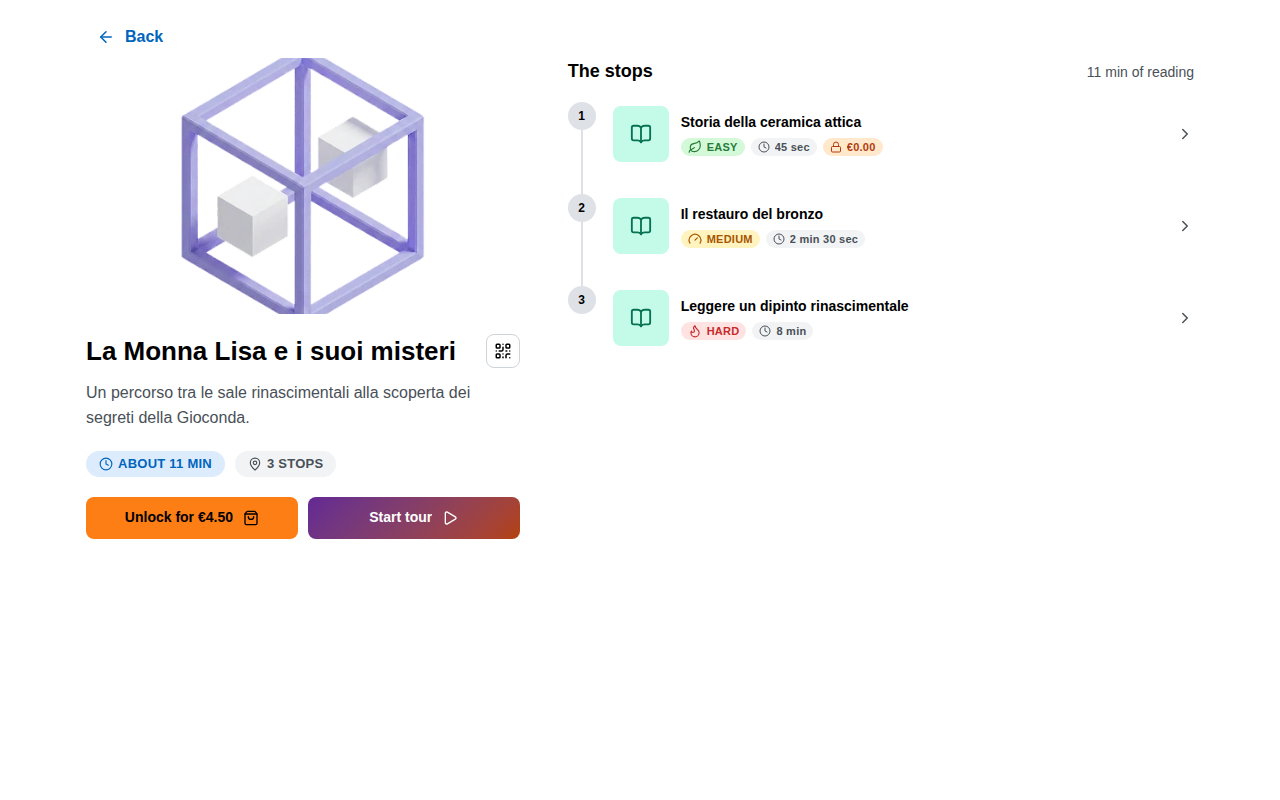 Back
La Monna Lisa e i suoi misteri
Un percorso tra le sale rinascimentali alla scoperta dei
segreti della Gioconda.
ABOUT 11 MIN 3 STOPS
Unlock for €4.50 Start tour
The stops 11 min of reading
1
Storia della ceramica attica
EASY 45 sec €0.00
2
Il restauro del bronzo
MEDIUM 2 min 30 sec
3
Leggere un dipinto rinascimentale
HARD 8 min